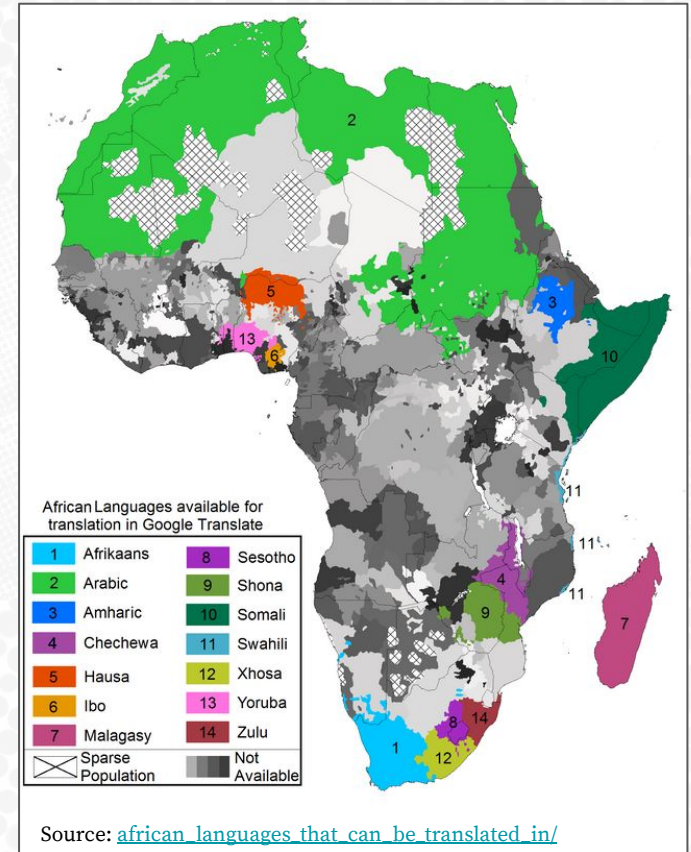 2
5
3
13
6
10
11
11
4
11
9
7
8
14
1
12
African Languages available for
translation in Google Translate
1 Afrikaans
2 Arabic
3 Amharic
4 Chechewa
5 Hausa
6 Ibo
7 Malagasy
8 Sesotho
9 Shona
10 Somali
11 Swahili
12 Xhosa
13 Yoruba
14 Zulu
Sparse
Population
Not
Available
Source: african_languages_that_can_be_translated_in/